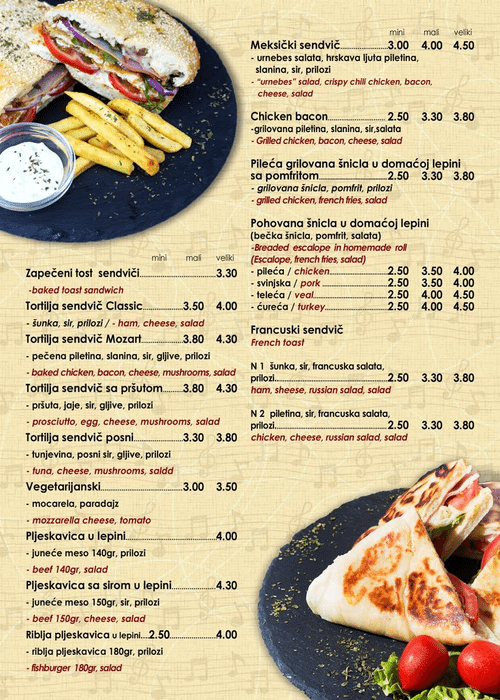 mini mali veliki
Zapečeni tost sendviči.....................3.30
-baked toast sandwich
Tortilja sendvič Classic............3.50 4.00
- šunka, sir, prilozi / - ham, cheese, salad
Tortilja sendvič Mozart............3.80 4.30
- pečena piletina, slanina, sir, gljive, prilozi
- baked chicken, bacon, cheese, mushrooms, salad
Tortilja sendvič sa pršutom.....3.80 4.30
- pršuta, jaje, sir, gljive, prilozi
- prosciutto, egg, cheese, mushrooms, salad
Tortilja sendvič posni...............3.30 3.80
- tunjevina, posni sir, gljive, prilozi
- tuna, cheese, mushrooms, saldd
Vegetarijanski.........................3.00 3.50
- mocarela, paradajz
- mozzarella cheese, tomato
Pljeskavica u lepini...........................4.00
- juneće meso 140gr, prilozi
- beef 140gr, salad
Pljeskavica sa sirom u lepini.............4.30
- juneće meso 150gr, sir, prilozi
- beef 150gr, cheese, salad
Riblja pljeskavica u lepini....2.50..............4.00
- riblja pljeskavica 180gr, prilozi
- fishburger 180gr, salad
mini mali veliki
Meksički sendvič...............3.00 4.00 4.50
- urnebes salata, hrskava ljuta piletina,
slanina, sir, prilozi
- "urnebes" salad, crispy chili chicken, bacon,
cheese, salad
Chicken bacon...................2.50 3.30 3.80
-grilovana piletina, slanina, sir,salata
- Grilled chicken, bacon, cheese, salad
Pileća grilovana šnicla u domaćoj lepini
sa pomfritom.......................2.50 3.30 3.80
- grilovana šnicla, pomfrit, prilozi
- grilled chicken, french fries, salad
Pohovana šnicla u domaćoj lepini
(bečka šnicla, pomfrit, salata)
-Breaded escalope in homemade roll
(Escalope, french fries, salad)
- pileća / chicken...................2.50 3.50 4.00
- svinjska / pork ...................2.50 3.50 4.00
- teleća / veal.......................2.50 4.00 4.50
- ćureća / turkey..................2.50 4.00 4.50
Francuski sendvič
French toast
N 1 šunka, sir, francuska salata,
prilozi....................................2.50 3.30 3.80
ham, sheese, russian salad, salad
N 2 piletina, sir, francuska salata,
prilozi....................................2.50 3.30 3.80
chicken, cheese, russian salad, salad